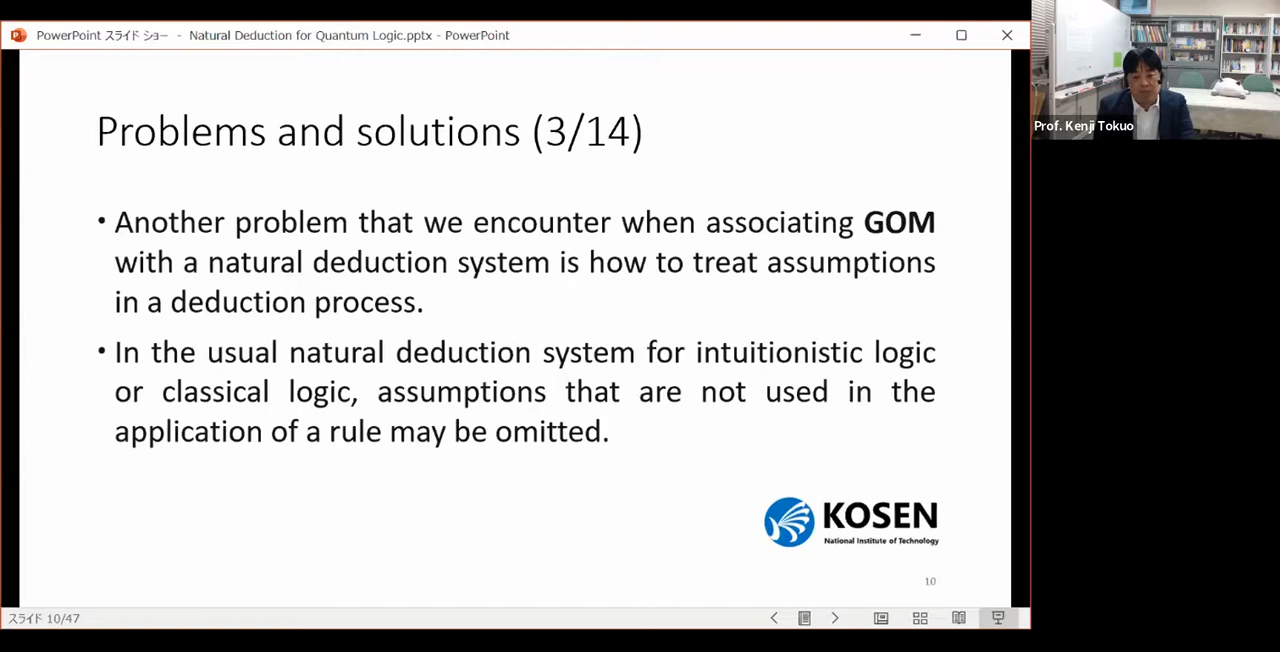 PowerPoint スライド ショー - Natural Deduction for Quantum Logic.pptx - PowerPoint
Prof. Kenji Tokuo
Problems and solutions (3/14)
• Another problem that we encounter when associating GOM
with a natural deduction system is how to treat assumptions
in a deduction process.
• In the usual natural deduction system for intuitionistic logic
or classical logic, assumptions that are not used in the
application of a rule may be omitted.
KOSEN
National Institute of Technology
10
スライド 10/47